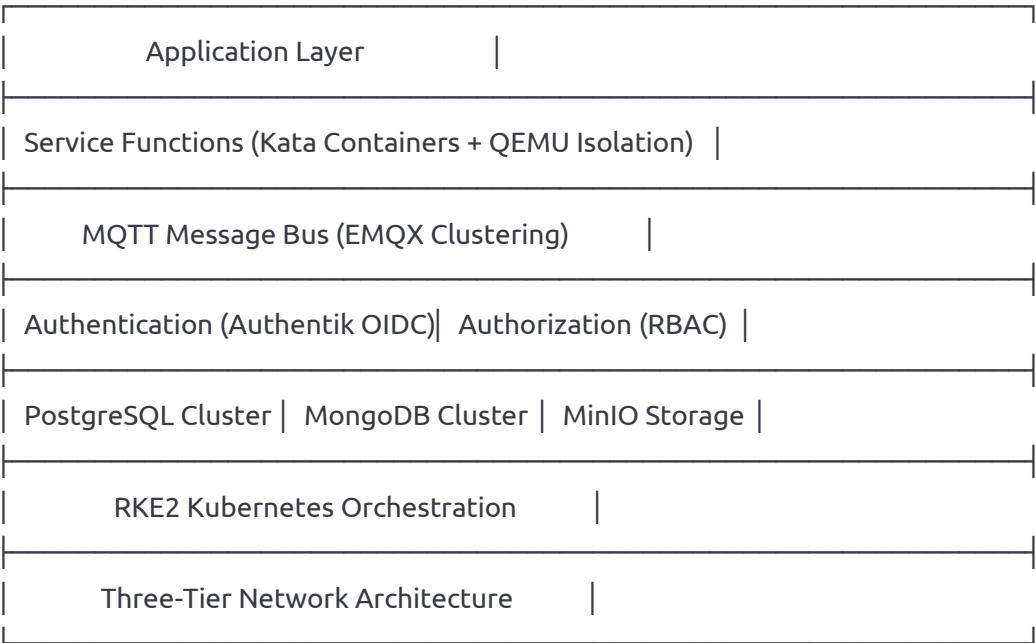 Application Layer
Service Functions (Kata Containers + QEMU Isolation)
MQTT Message Bus (EMQX Clustering)
Authentication (Authentik OIDC)│ Authorization (RBAC)
PostgreSQL Cluster │ MongoDB Cluster │ MinIO Storage
RKE2 Kubernetes Orchestration
Three-Tier Network Architecture